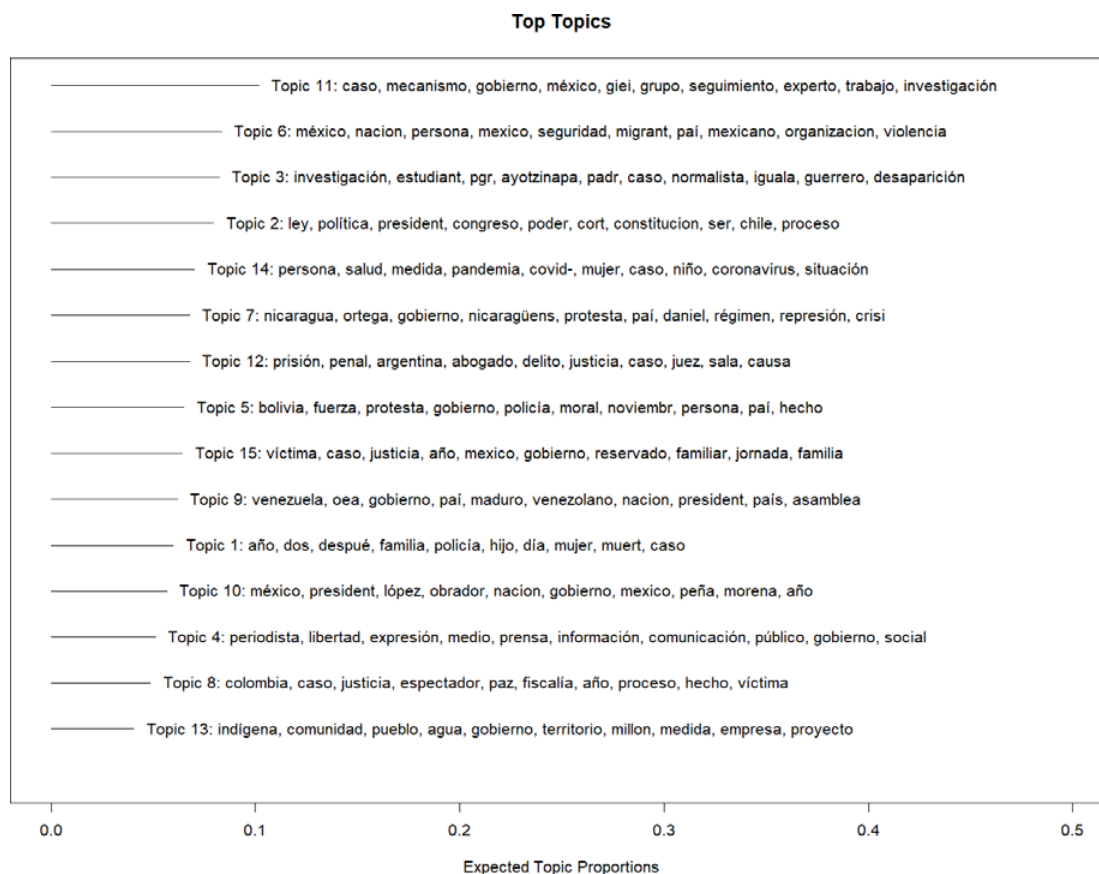 Top Topics
Topic 11: caso, mecanismo, gobierno, méxico, giei, grupo, seguimiento, experto, trabajo, investigación
Topic 6: méxico, nacion, persona, mexico, seguridad, migrant, paí, mexicano, organizacion, violencia
Topic 3: investigación, estudiant, pgr, ayotzinapa, padr, caso, normalista, iguala, guerrero, desaparición
Topic 2: ley, política, president, congreso, poder, cort, constitucion, ser, chile, proceso
Topic 14: persona, salud, medida, pandemia, covid-, mujer, caso, niño, coronavirus, situación
Topic 7: nicaragua, ortega, gobierno, nicaragüens, protesta, paí, daniel, régimen, represión, crisi
Topic 12: prisión, penal, argentina, abogado, delito, justicia, caso, juez, sala, causa
Topic 5: bolivia, fuerza, protesta, gobierno, policía, moral, noviembr, persona, paí, hecho
Topic 15: víctima, caso, justicia, año, mexico, gobierno, reservado, familiar, jornada, familia
Topic 9: venezuela, oea, gobierno, paí, maduro, venezolano, nacion, president, país, asamblea
Topic 1: año, dos, despué, familia, policía, hijo, día, mujer, muert, caso
Topic 10: méxico, president, lópez, obrador, nacion, gobierno, mexico, peña, morena, año
Topic 4: periodista, libertad, expresión, medio, prensa, información, comunicación, público, gobierno, social
Topic 8: colombia, caso, justicia, espectador, paz, fiscalía, año, proceso, hecho, víctima
Topic 13: indígena, comunidad, pueblo, agua, gobierno, territorio, millon, medida, empresa, proyecto
0.0 0.1 0.2 0.3 0.4 0.5
Expected Topic Proportions